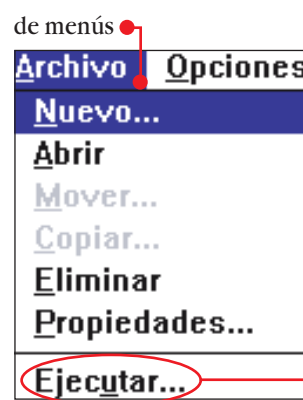 de menús
Archivo Opciones
Nuevo...
Abrir
Mover...
Copiar...
Eliminar
Propiedades...
Ejecutar...